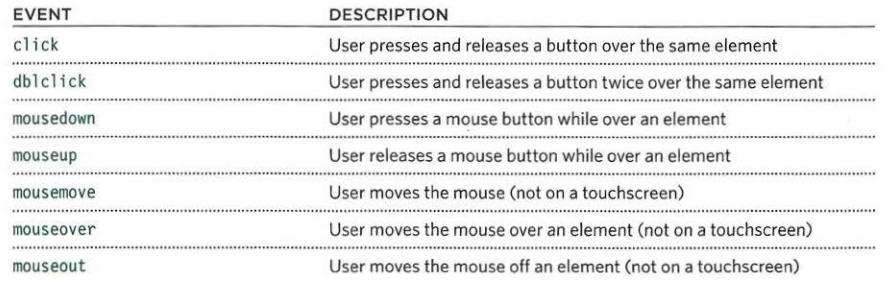 EVENT DESCRIPTION
click User presses and releases a button over the same element
dblclick User presses and releases a button twice over the same element
mousedown User presses a mouse button while over an element
mouseup User releases a mouse button while over an element
mousemove User moves the mouse (not on a touchscreen)
mouseover User moves the mouse over an element (not on a touchscreen)
mouseout User moves the mouse off an element (not on a touchscreen)